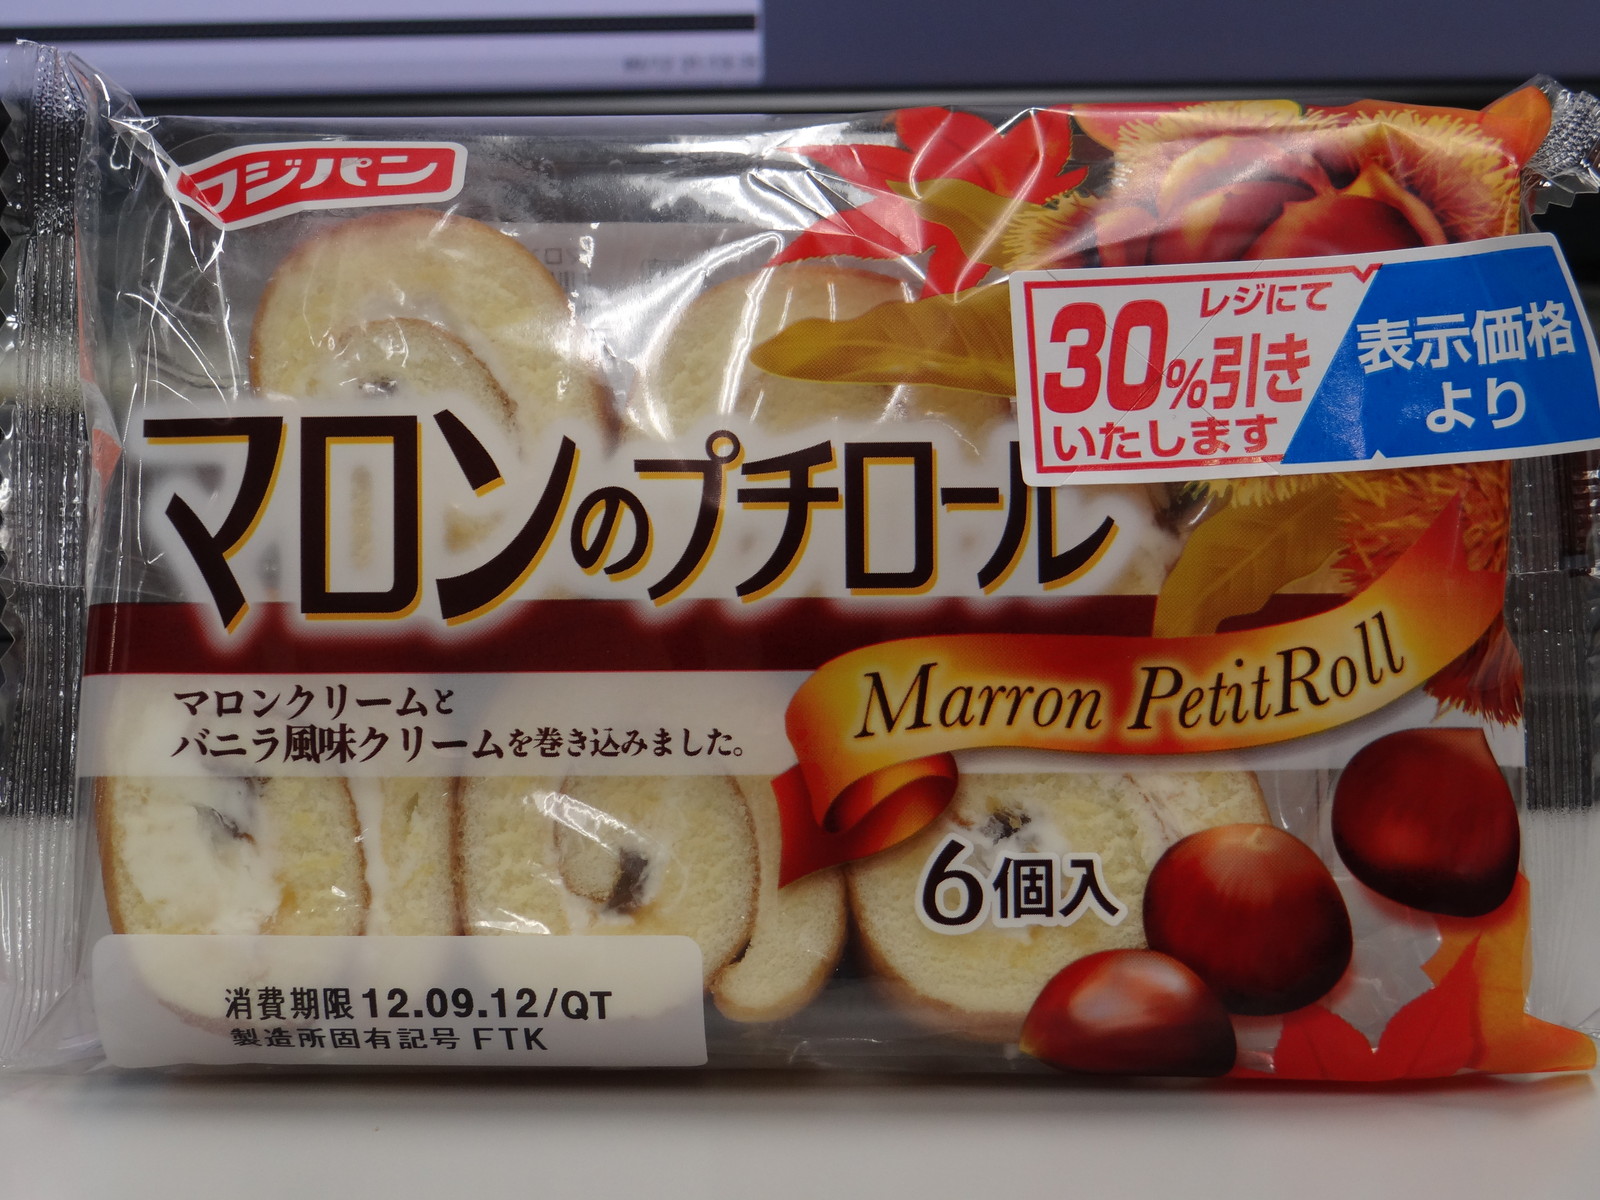 フジパン
レジにて
30%引き
いたします
表示価格
より
マロンのプチロール
Marron PetitRoll
マロンクリームと
バニラ風味クリームを巻き込みました。
6個入
消費期限 12.09.12/QT
製造所固有記号 FTK